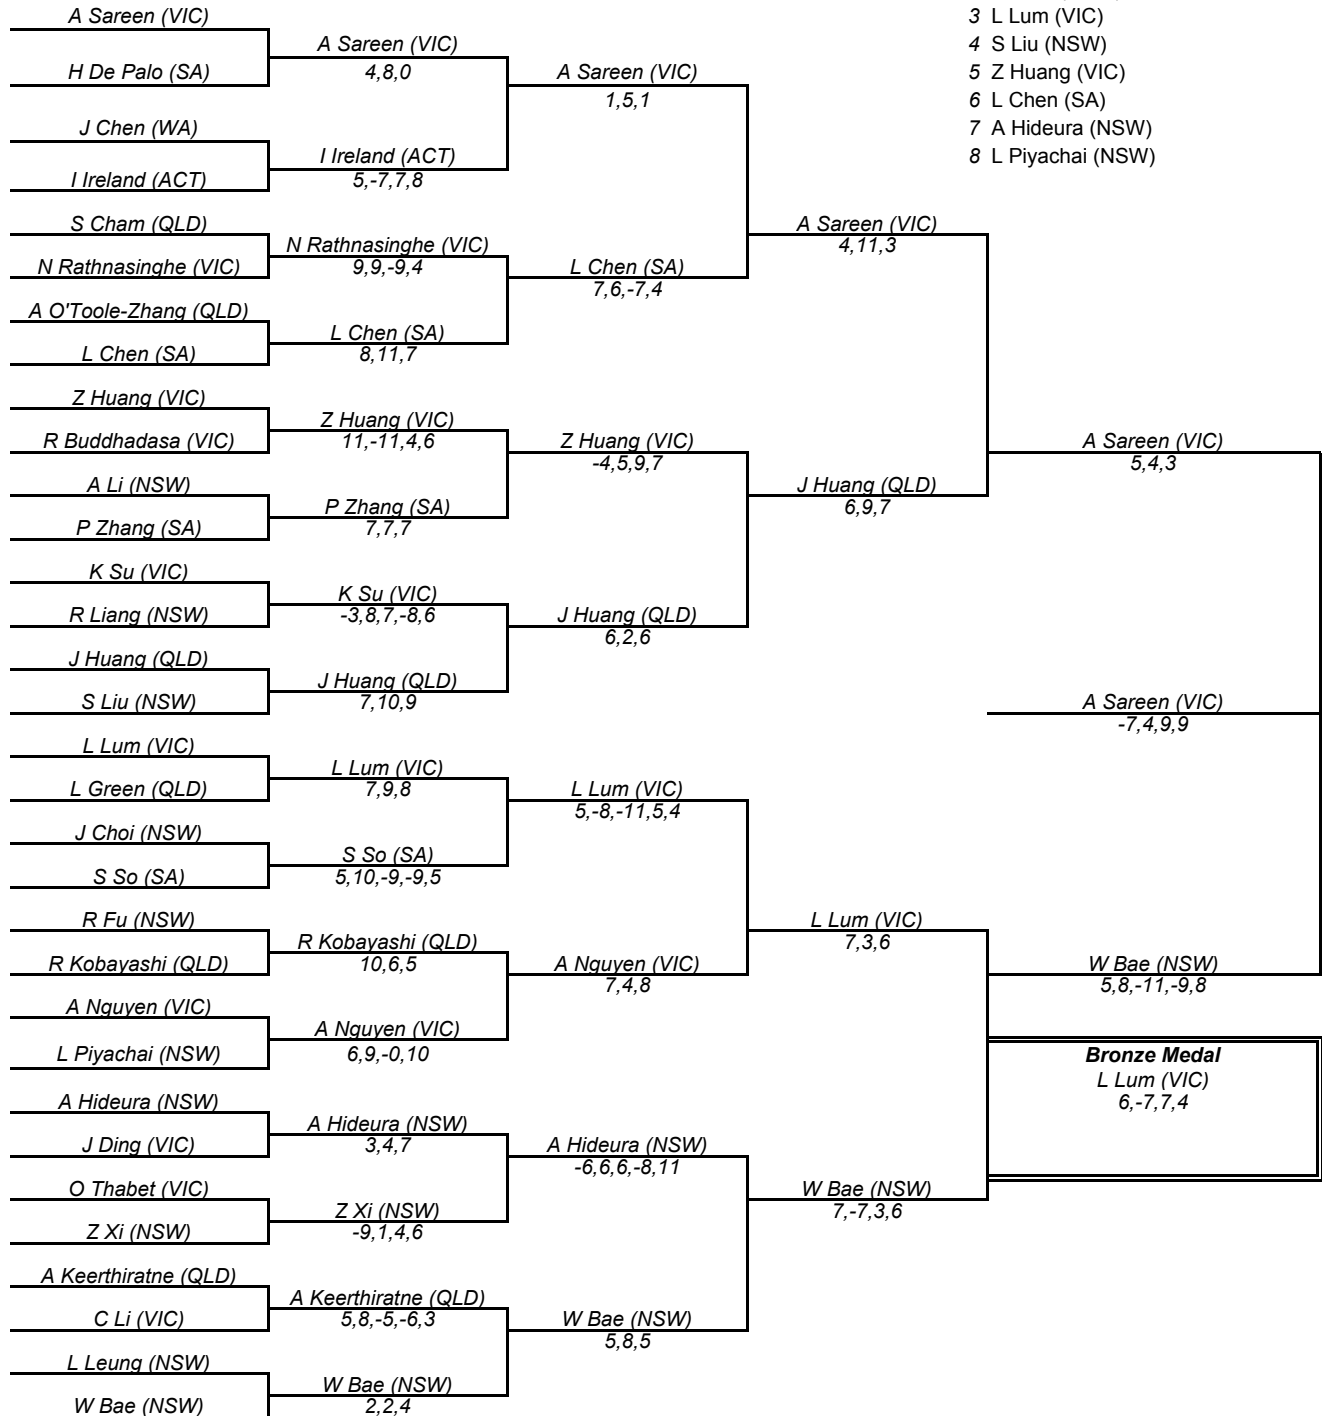 A Sareen (VIC)
H De Palo (SA)
J Chen (WA)
I Ireland (ACT)
S Cham (QLD)
N Rathnasinghe (VIC)
A O'Toole-Zhang (QLD)
L Chen (SA)
Z Huang (VIC)
R Buddhadasa (VIC)
A Li (NSW)
P Zhang (SA)
K Su (VIC)
R Liang (NSW)
J Huang (QLD)
S Liu (NSW)
L Lum (VIC)
L Green (QLD)
J Choi (NSW)
S So (SA)
R Fu (NSW)
R Kobayashi (QLD)
A Nguyen (VIC)
L Piyachai (NSW)
A Hideura (NSW)
J Ding (VIC)
O Thabet (VIC)
Z Xi (NSW)
A Keerthiratne (QLD)
C Li (VIC)
L Leung (NSW)
W Bae (NSW)
A Sareen (VIC)
4,8,0
I Ireland (ACT)
5,-7,7,8
N Rathnasinghe (VIC)
9,9,-9,4
L Chen (SA)
8,11,7
Z Huang (VIC)
11,-11,4,6
P Zhang (SA)
7,7,7
K Su (VIC)
-3,8,7,-8,6
J Huang (QLD)
7,10,9
L Lum (VIC)
7,9,8
S So (SA)
5,10,-9,-9,5
R Kobayashi (QLD)
10,6,5
A Nguyen (VIC)
6,9,-0,10
A Hideura (NSW)
3,4,7
Z Xi (NSW)
-9,1,4,6
A Keerthiratne (QLD)
5,8,-5,-6,3
W Bae (NSW)
2,2,4
A Sareen (VIC)
1,5,1
L Chen (SA)
7,6,-7,4
Z Huang (VIC)
-4,5,9,7
J Huang (QLD)
6,2,6
L Lum (VIC)
5,-8,-11,5,4
A Nguyen (VIC)
7,4,8
A Hideura (NSW)
-6,6,6,-8,11
W Bae (NSW)
5,8,5
A Sareen (VIC)
4,11,3
J Huang (QLD)
6,9,7
L Lum (VIC)
7,3,6
W Bae (NSW)
7,-7,3,6
3 L Lum (VIC)
4 S Liu (NSW)
5 Z Huang (VIC)
6 L Chen (SA)
7 A Hideura (NSW)
8 L Piyachai (NSW)
A Sareen (VIC)
5,4,3
A Sareen (VIC)
-7,4,9,9
W Bae (NSW)
5,8,-11,-9,8
Bronze Medal
L Lum (VIC)
6,-7,7,4